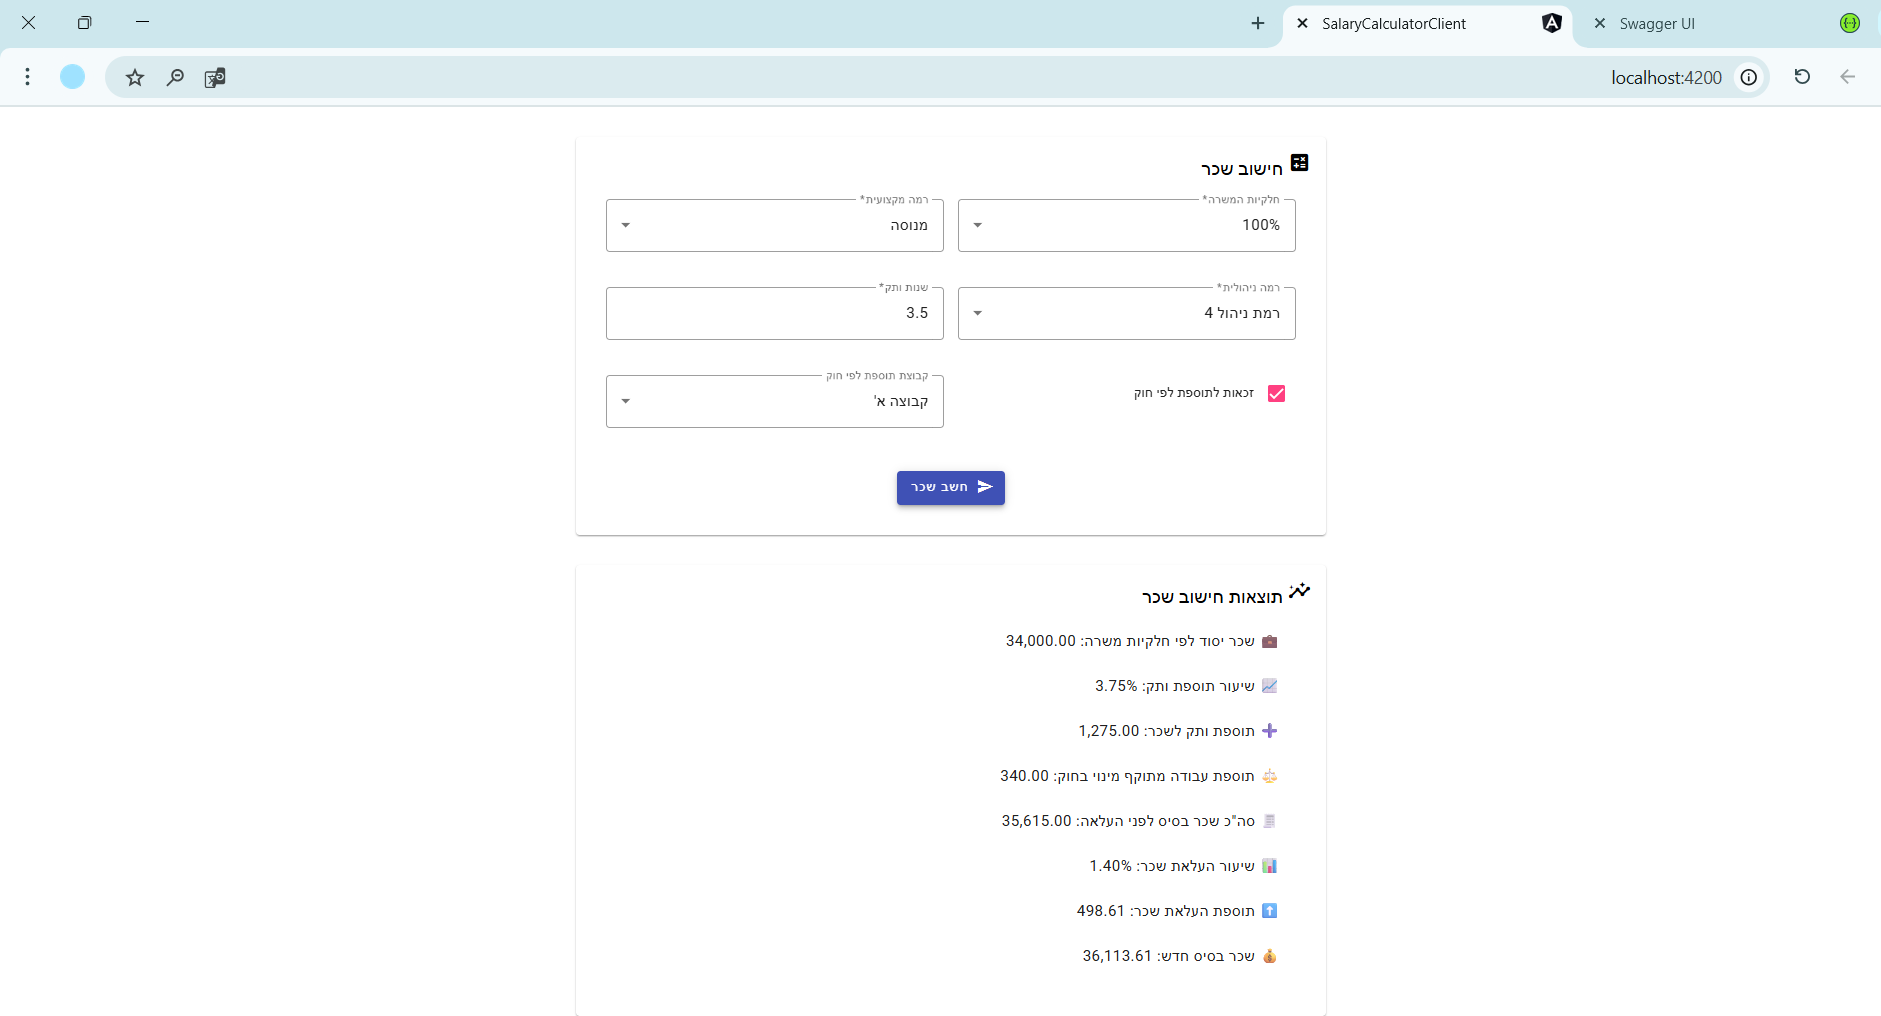 SalaryCalculatorClient
Swagger UI
localhost:4200
חישוב שכר
חלקיות המשרה*
100%
רמה מקצועית*
מנוסה
רמה ניהולית*
רמת ניהול 4
שנות ותק*
3.5
זכאות לתוספת לפי חוק
קבוצת תוספת לפי חוק
קבוצה א'
חשב שכר
תוצאות חישוב שכר
שכר יסוד לפי חלקיות משרה: 34,000.00
שיעור תוספת ותק: 3.75%
תוספת ותק לשכר: 1,275.00
תוספת עבודה מתוקף מינוי בחוק: 340.00
סה"כ שכר בסיס לפני העלאה: 35,615.00
שיעור העלאת שכר: 1.40%
תוספת העלאת שכר: 498.61
שכר בסיס חדש: 36,113.61